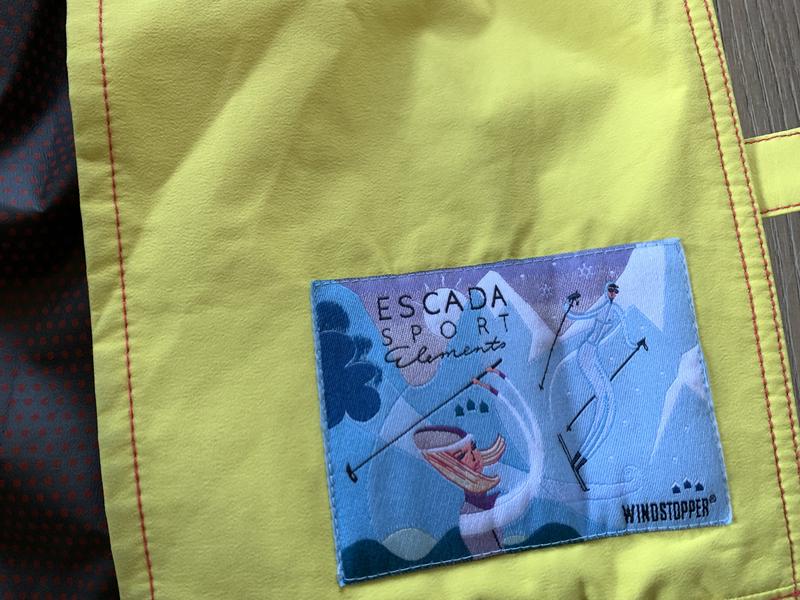 ESCADA
SPORT
Elements
WINDSTOPPER®